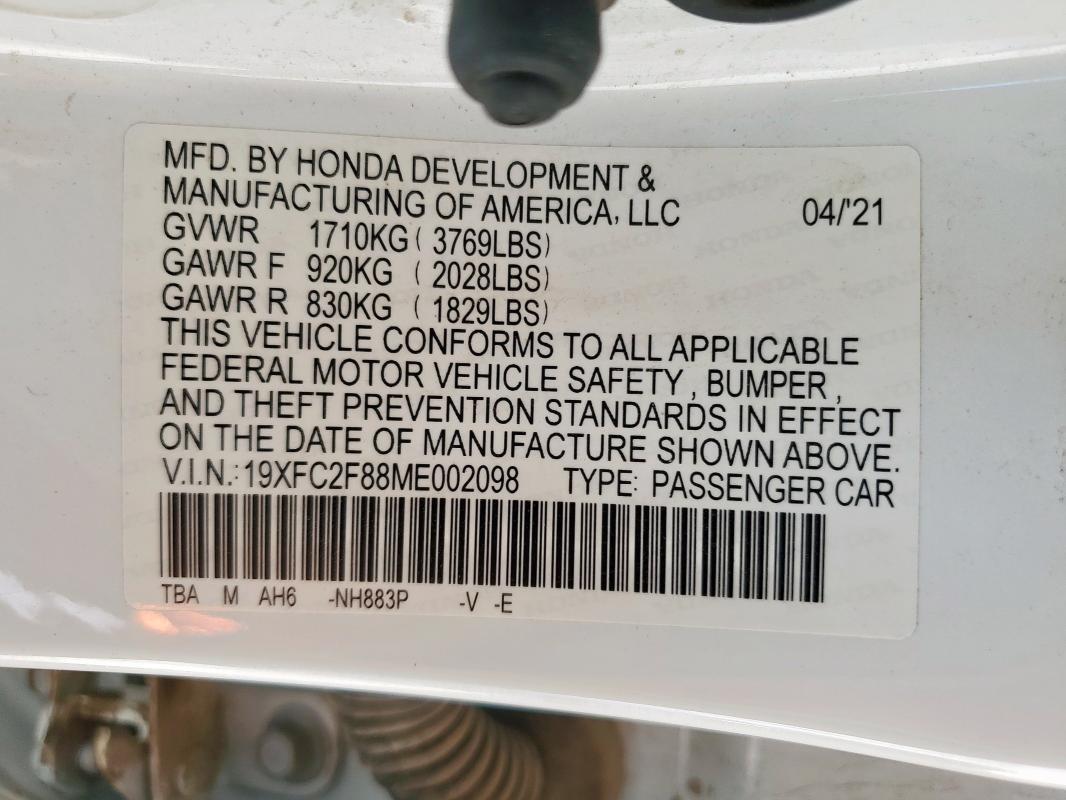 MFD. BY HONDA DEVELOPMENT &
MANUFACTURING OF AMERICA, LLC 04/'21
GVWR 1710KG ( 3769LBS)
GAWR F 920KG ( 2028LBS)
GAWR R 830KG ( 1829LBS)
THIS VEHICLE CONFORMS TO ALL APPLICABLE
FEDERAL MOTOR VEHICLE SAFETY , BUMPER ,
AND THEFT PREVENTION STANDARDS IN EFFECT
ON THE DATE OF MANUFACTURE SHOWN ABOVE.
V.I.N.: 19XFC2F88ME002098 TYPE: PASSENGER CAR
TBA M AH6 -NH883P -V -E